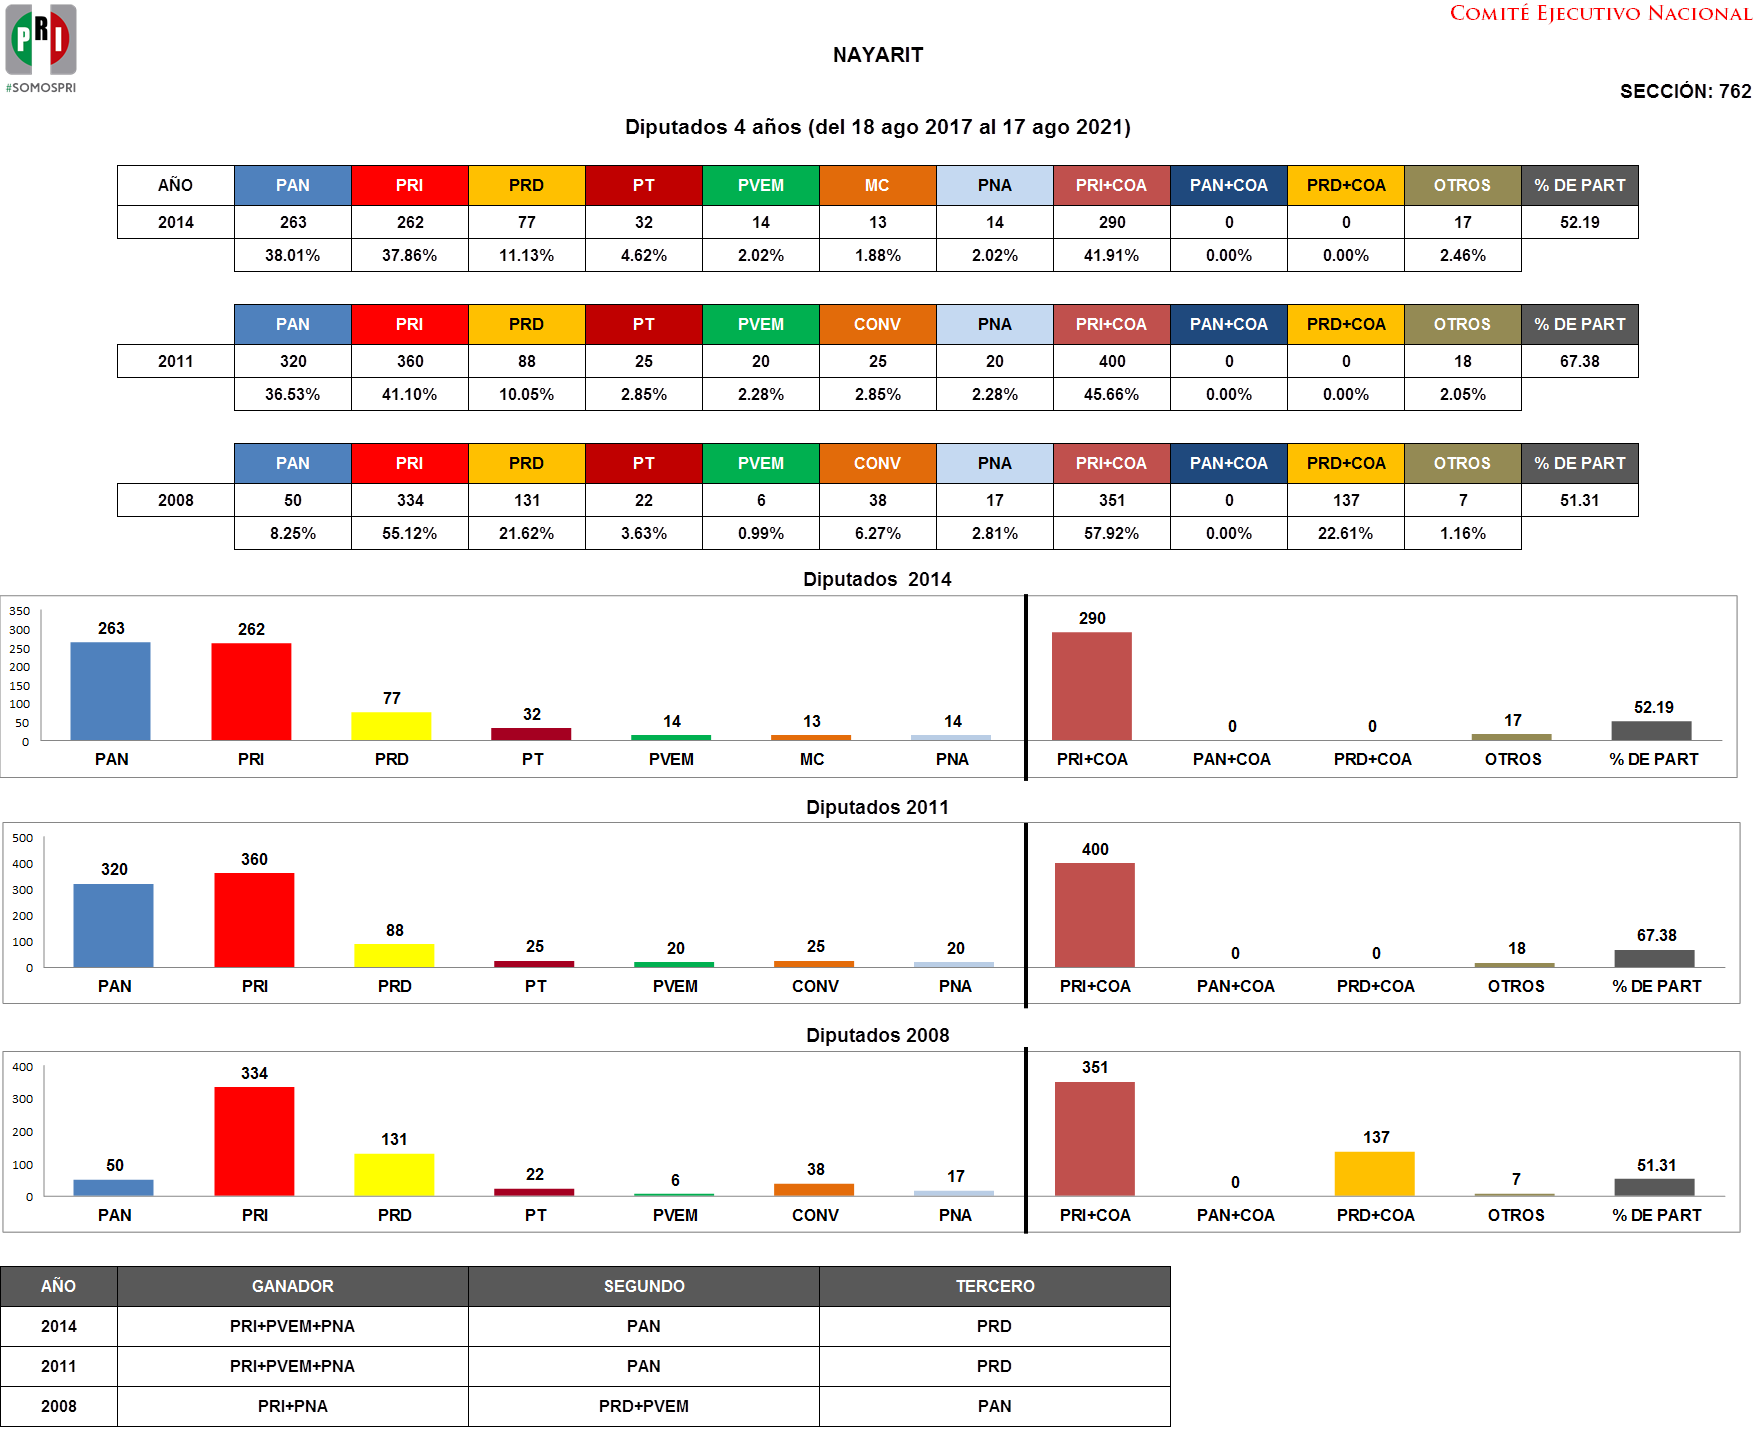 PRI
#SOMOSPRI
COMITÉ EJECUTIVO NACIONAL
NAYARIT
SECCIÓN: 762
Diputados 4 años (del 18 ago 2017 al 17 ago 2021)
AÑO PAN PRI PRD PT PVEM MC PNA PRI+COA PAN+COA PRD+COA OTROS % DE PART
2014 263 262 77 32 14 13 14 290 0 0 17 52.19
38.01% 37.86% 11.13% 4.62% 2.02% 1.88% 2.02% 41.91% 0.00% 0.00% 2.46%
PAN PRI PRD PT PVEM CONV PNA PRI+COA PAN+COA PRD+COA OTROS % DE PART
2011 320 360 88 25 20 25 20 400 0 0 18 67.38
36.53% 41.10% 10.05% 2.85% 2.28% 2.85% 2.28% 45.66% 0.00% 0.00% 2.05%
PAN PRI PRD PT PVEM CONV PNA PRI+COA PAN+COA PRD+COA OTROS % DE PART
2008 50 334 131 22 6 38 17 351 0 137 7 51.31
8.25% 55.12% 21.62% 3.63% 0.99% 6.27% 2.81% 57.92% 0.00% 22.61% 1.16%
Diputados 2014
350
300
250
200
150
100
50
0
263 262 77 32 14 13 14 290 0 0 17 52.19
PAN PRI PRD PT PVEM MC PNA PRI+COA PAN+COA PRD+COA OTROS % DE PART
Diputados 2011
500
400
300
200
100
0
320 360 88 25 20 25 20 400 0 0 18 67.38
PAN PRI PRD PT PVEM CONV PNA PRI+COA PAN+COA PRD+COA OTROS % DE PART
Diputados 2008
400
300
200
100
0
50 334 131 22 6 38 17 351 0 137 7 51.31
PAN PRI PRD PT PVEM CONV PNA PRI+COA PAN+COA PRD+COA OTROS % DE PART
AÑO GANADOR SEGUNDO TERCERO
2014 PRI+PVEM+PNA PAN PRD
2011 PRI+PVEM+PNA PAN PRD
2008 PRI+PNA PRD+PVEM PAN